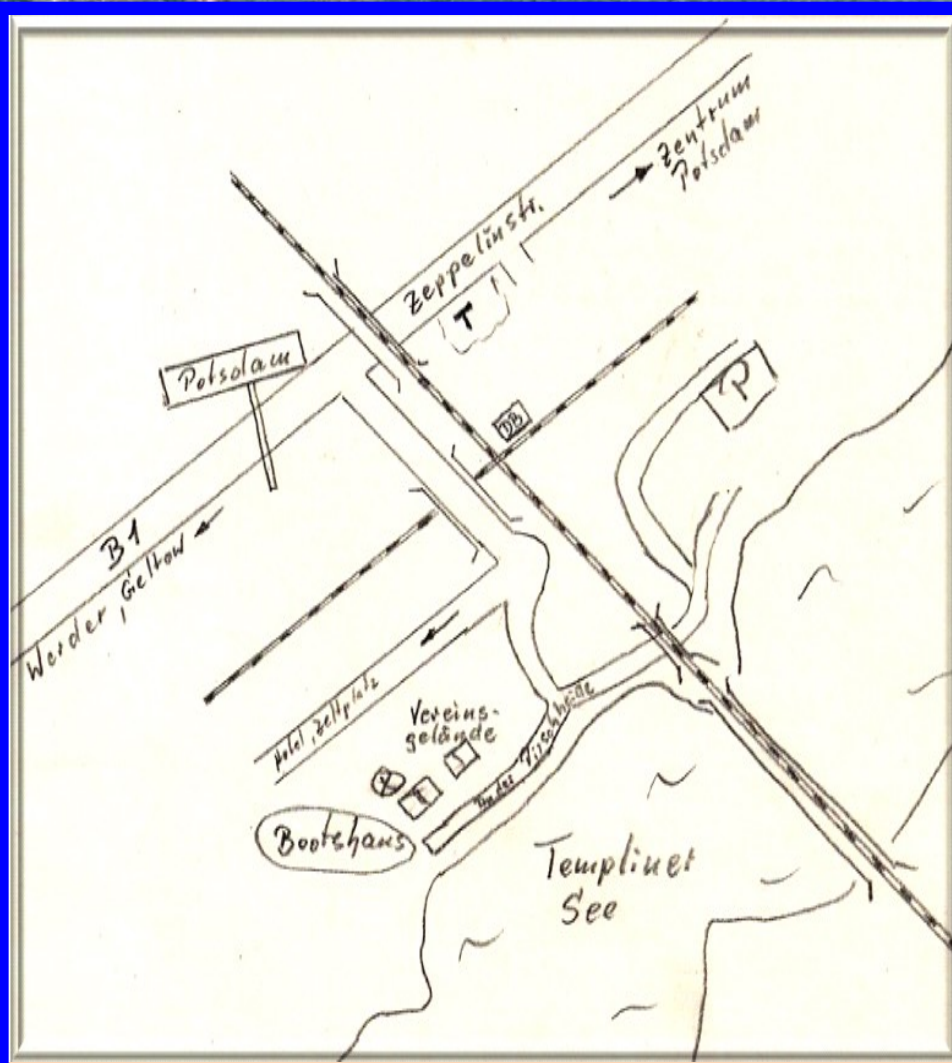 Zentrum
Potsdam
Zeppelinstr.
T
Potsdam
P
DB
B1
Werder, Geltow
Hotel, Zeltplatz
Vereins-
gelände
An der Pirschheide
Bootshaus
Templiner
See